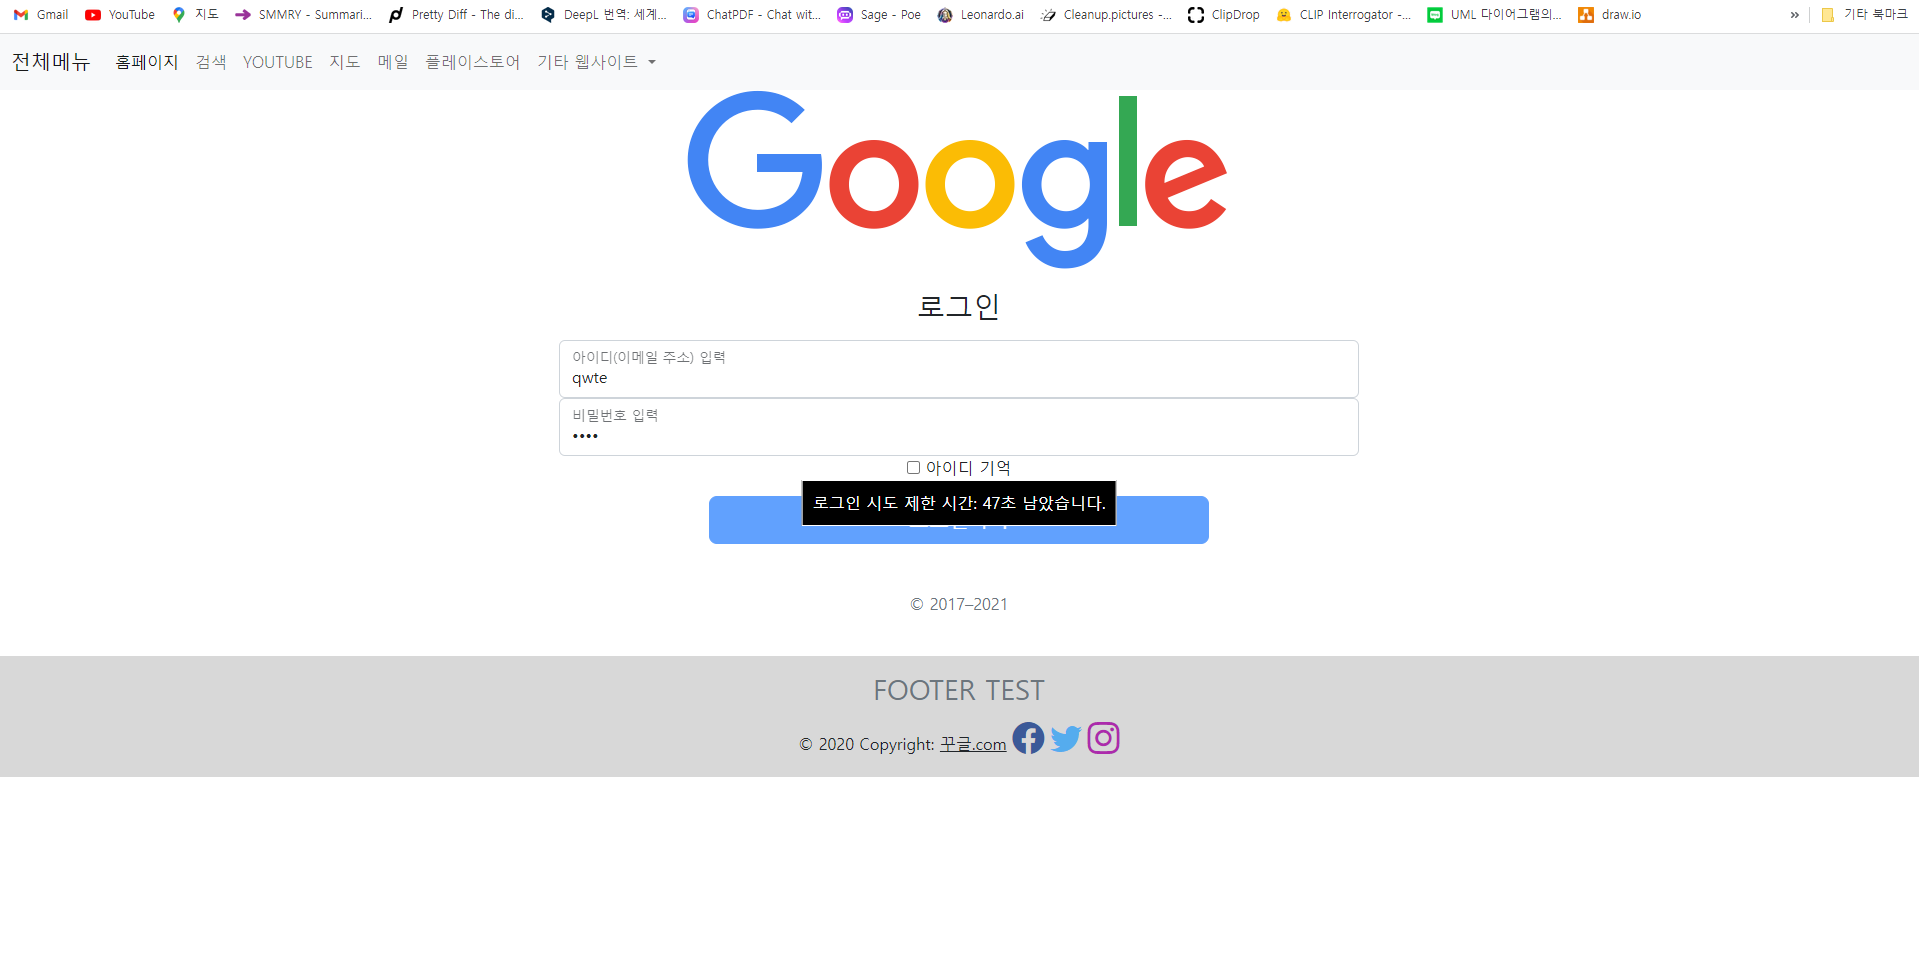 Gmail YouTube 지도 SMMRY - Summari... Pretty Diff - The di... DeepL 번역: 세계... ChatPDF - Chat wit... Sage - Poe Leonardo.ai Cleanup.pictures -... ClipDrop CLIP Interrogator -... UML 다이어그램의... draw.io » 기타 북마크
전체메뉴 홈페이지 검색 YOUTUBE 지도 메일 플레이스토어 기타 웹사이트
Google
로그인
아이디(이메일 주소) 입력
qwte
비밀번호 입력
••••
아이디 기억
로그인 시도 제한 시간: 47초 남았습니다.
© 2017–2021
FOOTER TEST
© 2020 Copyright: 꾸글.com